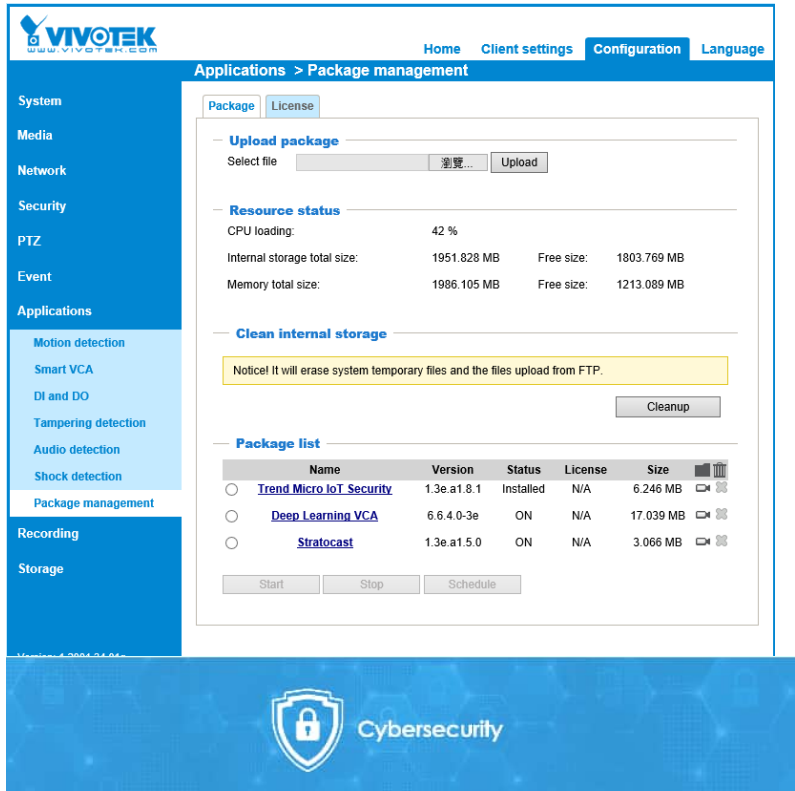 VIVOTEK
www.vivotek.com
Home Client settings Configuration Language
Applications > Package management
System
Media
Network
Security
PTZ
Event
Applications
Motion detection
Smart VCA
DI and DO
Tampering detection
Audio detection
Shock detection
Package management
Recording
Storage
Package License
Upload package
Select file 瀏覽... Upload
Resource status
CPU loading: 42 %
Internal storage total size: 1951.828 MB Free size: 1803.769 MB
Memory total size: 1986.105 MB Free size: 1213.089 MB
Clean internal storage
Notice! It will erase system temporary files and the files upload from FTP.
Cleanup
Package list
Name Version Status License Size
Trend Micro IoT Security 1.3e.a1.8.1 Installed N/A 6.246 MB
Deep Learning VCA 6.6.4.0-3e ON N/A 17.039 MB
Stratocast 1.3e.a1.5.0 ON N/A 3.066 MB
Start Stop Schedule
Cybersecurity